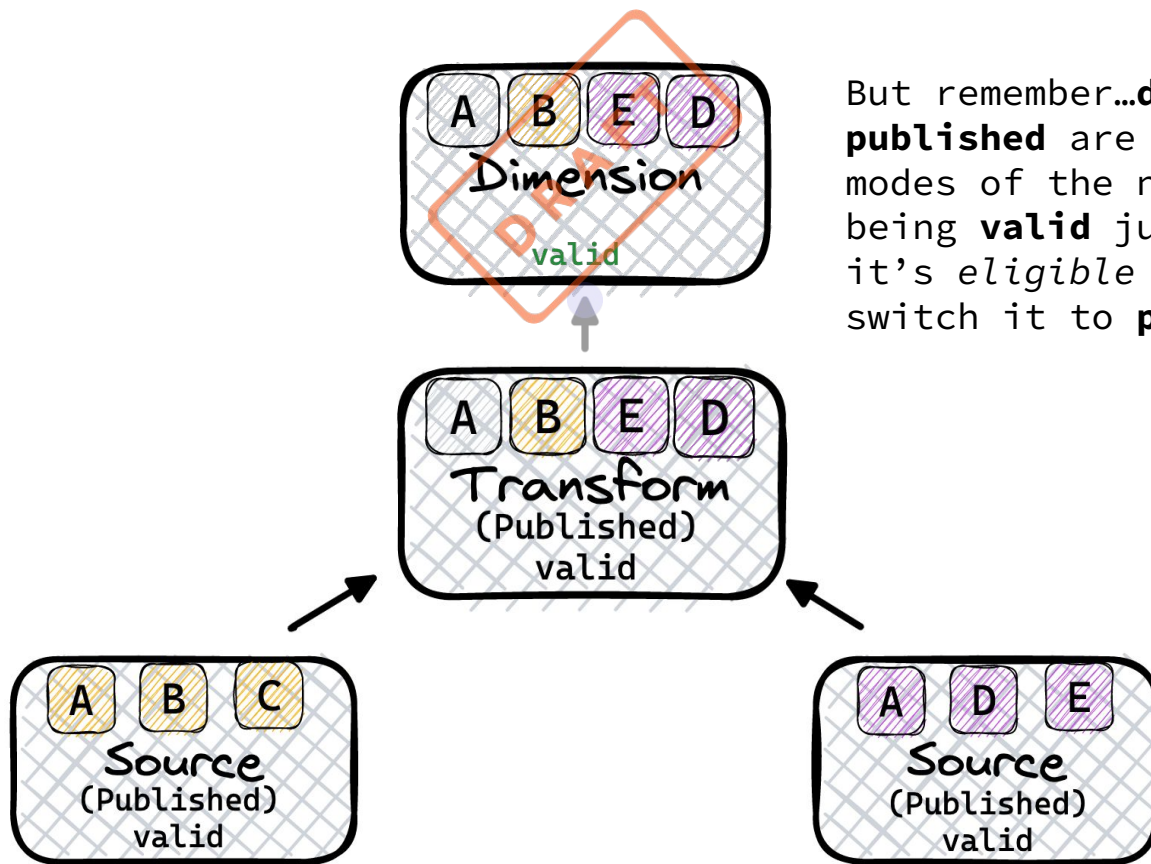 A B E D
Dimension
DRAFT
valid
But remember…
published are
modes of the
being valid
it's eligible
switch it to
A B E D
Transform
(Published)
valid
A B C
Source
(Published)
valid
A D E
Source
(Published)
valid